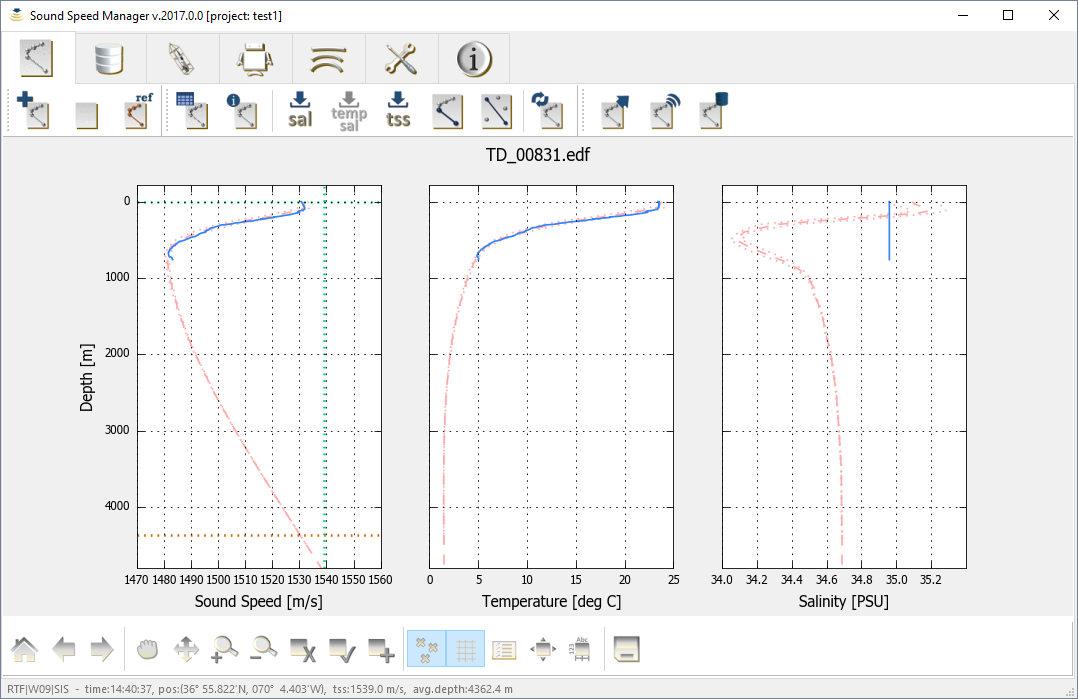 Sound Speed Manager v.2017.0.0 [project: test1]
ref
sal
temp
sal
tss
TD_00831.edf
0
1000
2000
3000
4000
Depth [m]
1470 1480 1490 1500 1510 1520 1530 1540 1550 1560
Sound Speed [m/s]
0 5 10 15 20 25
Temperature [deg C]
34.0 34.2 34.4 34.6 34.8 35.0 35.2
Salinity [PSU]
Abc
123
RTF|W09|SIS - time:14:40:37, pos:(36° 55.822'N, 070° 4.403'W), tss:1539.0 m/s, avg.depth:4362.4 m